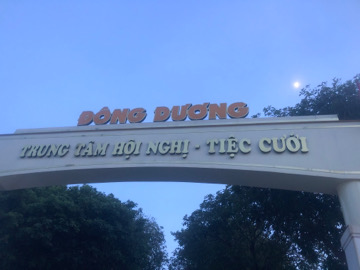 ĐÔNG DƯƠNG
TRUNG TÂM HỘI NGHỊ - TIỆC CƯỚI